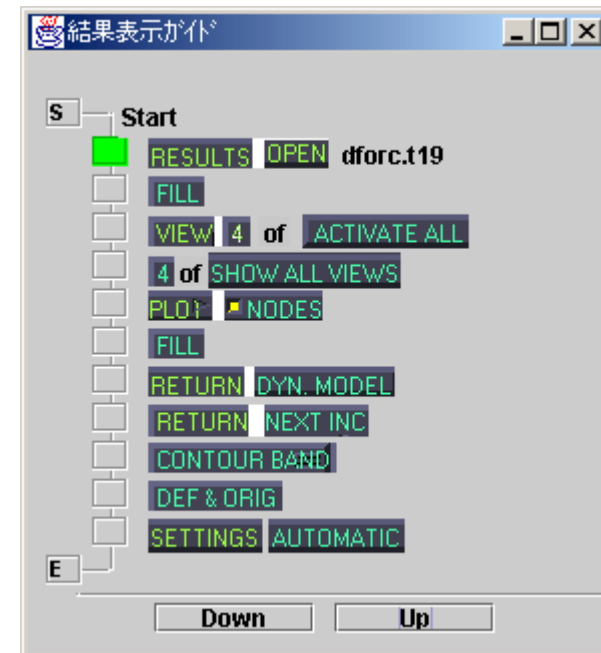 結果表示ガイド
S
Start
RESULTS OPEN dforc.t19
FILL
VIEW 4 of ACTIVATE ALL
4 of SHOW ALL VIEWS
PLOT NODES
FILL
RETURN DYN. MODEL
RETURN NEXT INC
CONTOUR BAND
DEF & ORIG
SETTINGS AUTOMATIC
E
Down Up